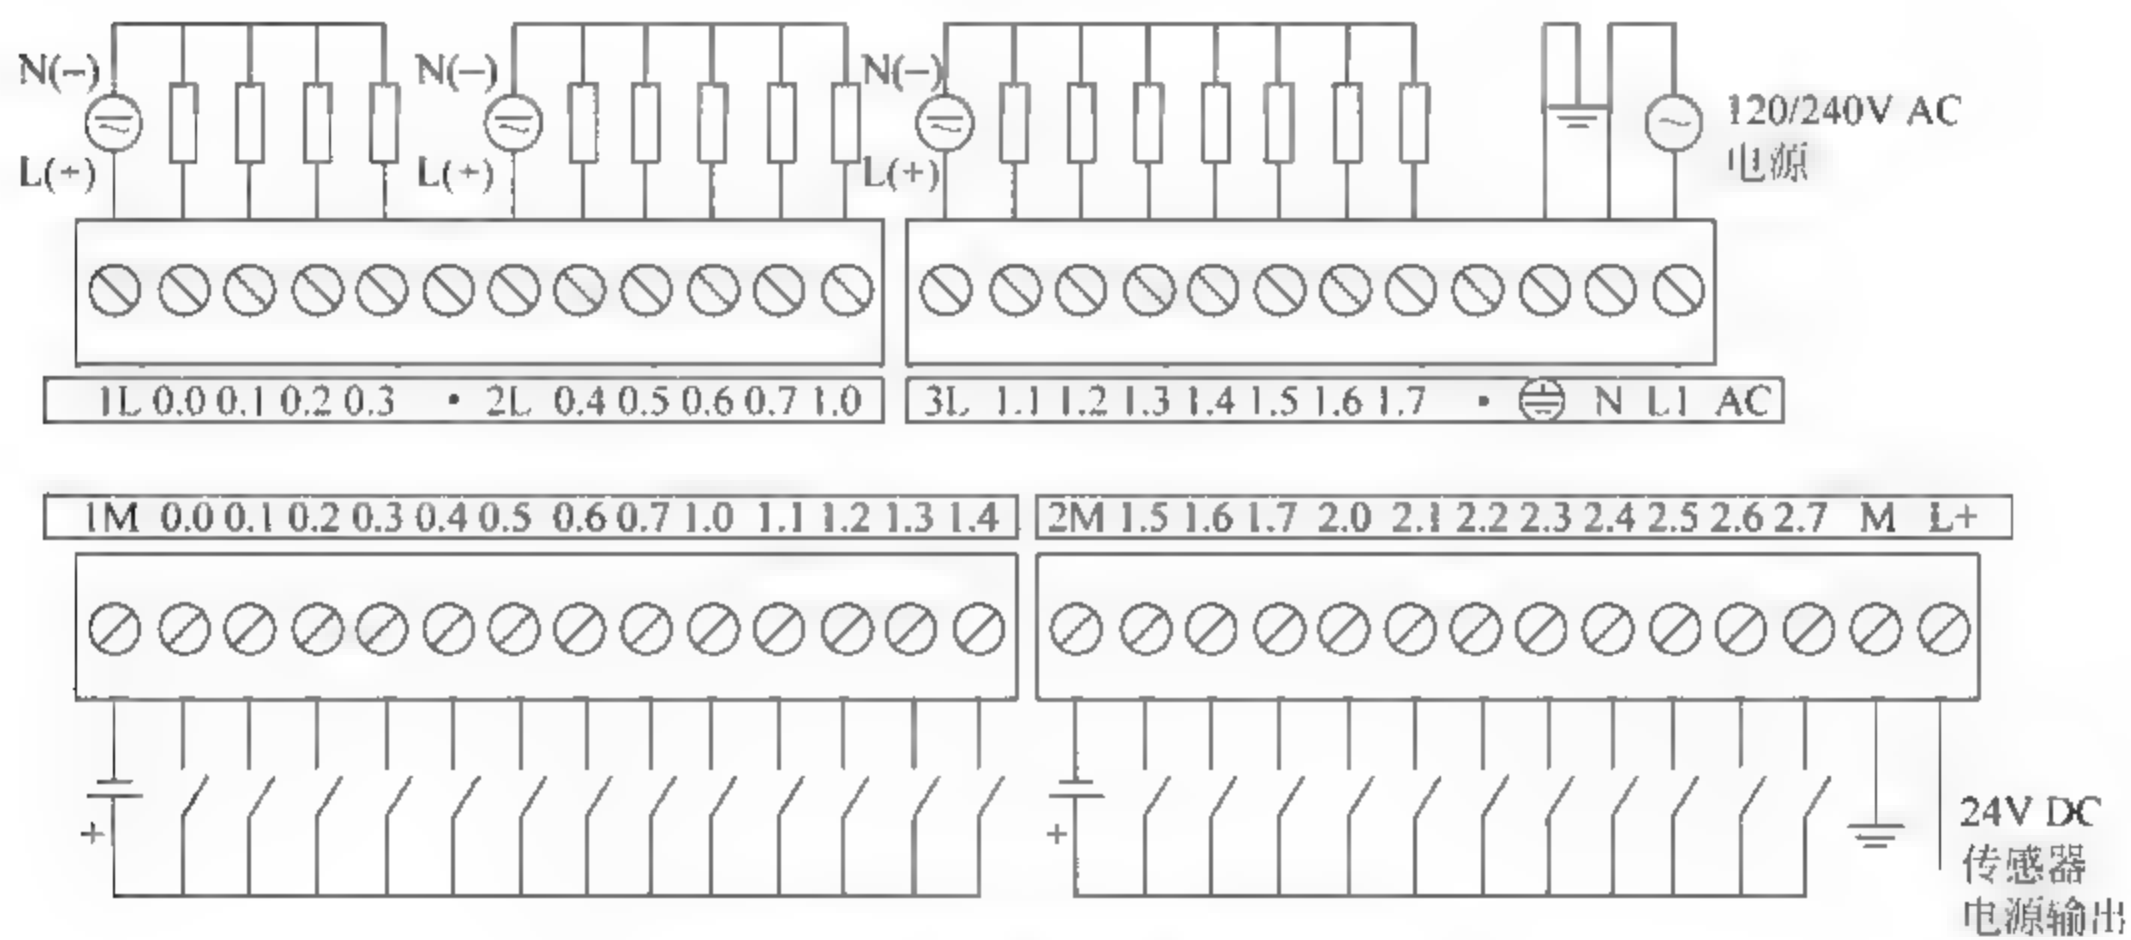 N(−) N(−) N(−)
120/240V AC
电源
L(+) L(+) L(+)
1L 0.0 0.1 0.2 0.3 • 2L 0.4 0.5 0.6 0.7 1.0
3L 1.1 1.2 1.3 1.4 1.5 1.6 1.7 • N L1 AC
1M 0.0 0.1 0.2 0.3 0.4 0.5 0.6 0.7 1.0 1.1 1.2 1.3 1.4
2M 1.5 1.6 1.7 2.0 2.1 2.2 2.3 2.4 2.5 2.6 2.7 M L+
+ +
24V DC
传感器
电源输出